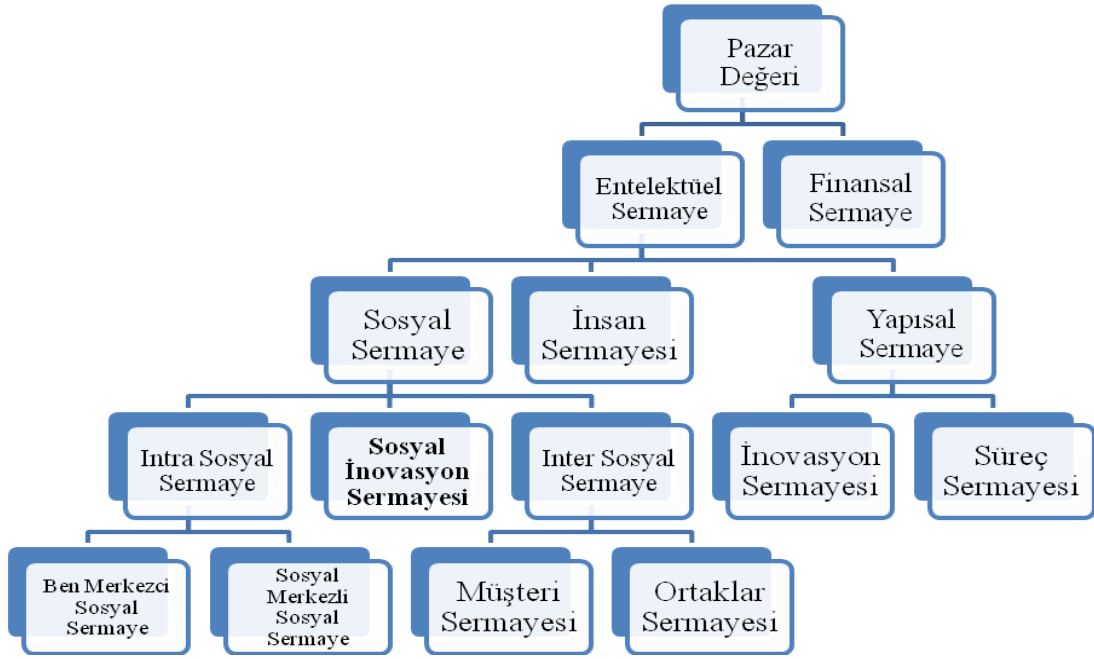 Pazar
Değeri
Entelektüel
Sermaye
Finansal
Sermaye
Sosyal
Sermaye
İnsan
Sermayesi
Yapısal
Sermaye
Intra Sosyal
Sermaye
Sosyal
İnovasyon
Sermayesi
Inter Sosyal
Sermaye
İnovasyon
Sermayesi
Süreç
Sermayesi
Ben Merkezci
Sosyal
Sermaye
Sosyal
Merkezli
Sosyal
Sermaye
Müşteri
Sermayesi
Ortaklar
Sermayesi